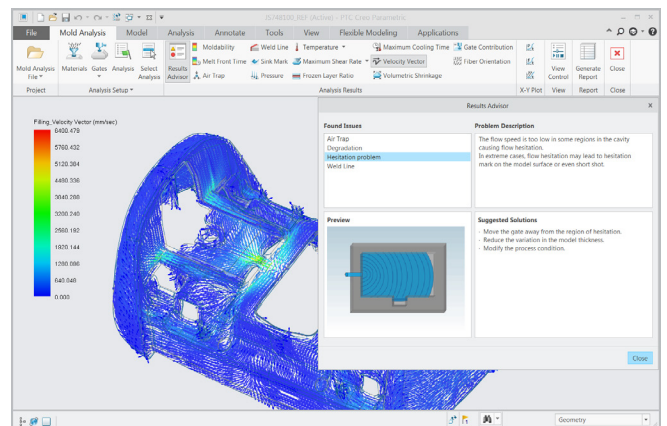 JS748100_REF (Active) - PTC Creo Parametric
File Mold Analysis Model Analysis Annotate Tools View Flexible Modeling Applications
Mold Analysis File
Materials
Gates
Analysis
Select Analysis
Results Advisor
Moldability
Weld Line
Temperature
Maximum Cooling Time
Gate Contribution
Melt Front Time
Sink Mark
Maximum Shear Rate
Velocity Vector
Fiber Orientation
Air Trap
Pressure
Frozen Layer Ratio
Volumetric Shrinkage
View Control
Generate Report
Close
Project Analysis Setup Analysis Results X-Y Plot View Report Close
Filling_Velocity Vector (mm/sec)
6400.479
5760.432
5120.384
4480.336
3840.288
3200.240
2560.192
1920.144
1280.096
640.048
0.000
Results Advisor
Found Issues
Air Trap
Degradation
Hesitation problem
Weld Line
Problem Description
The flow speed is too low in some regions in the cavity
causing flow hesitation.
In extreme cases, flow hesitation may lead to hesitation
mark on the model surface or even short shot.
Preview
Suggested Solutions
- Move the gate away from the region of hesitation.
- Reduce the variation in the model thickness.
- Modify the process condition.
Close
Geometry